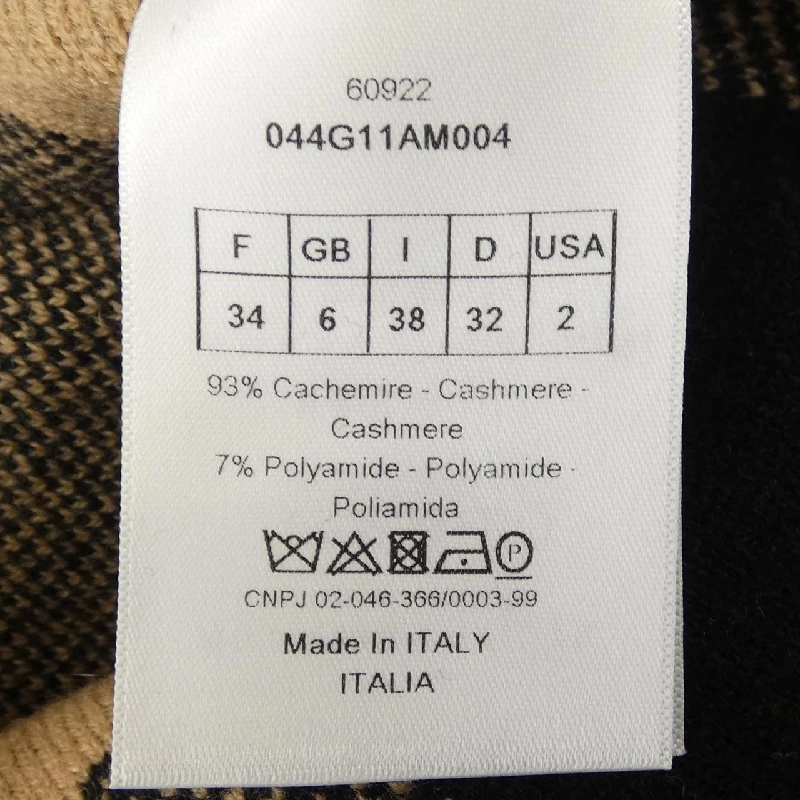 60922
044G11AM004
F GB I D USA
34 6 38 32 2
93% Cachemire - Cashmere -
Cashmere
7% Polyamide - Polyamide -
Poliamida
P
CNPJ 02-046-366/0003-99
Made In ITALY
ITALIA